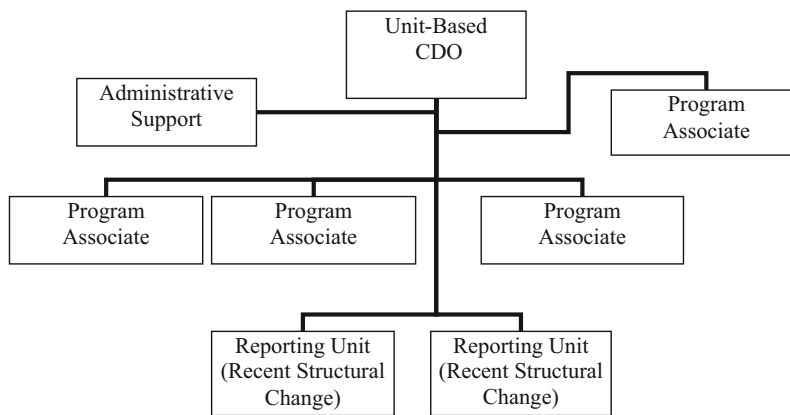 Unit-Based
CDO
Administrative
Support
Program
Associate
Program
Associate
Program
Associate
Program
Associate
Reporting Unit
(Recent Structural
Change)
Reporting Unit
(Recent Structural
Change)